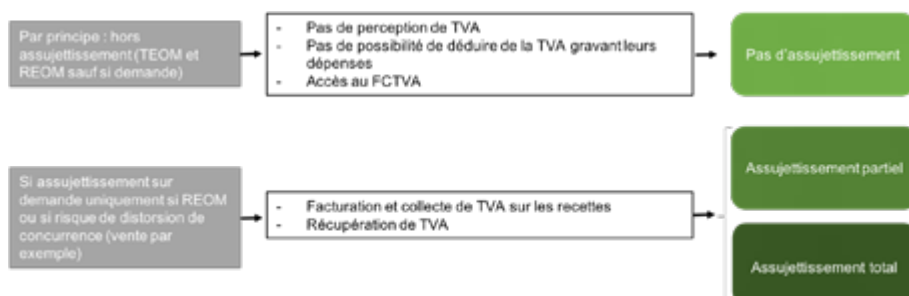 Par principe : hors
assujettissement (TEOM et
REOM sauf si demande)
- Pas de perception de TVA
- Pas de possibilité de déduire de la TVA gravant leurs
dépenses
- Accès au FCTVA
Pas d'assujettissement
Si assujettissement sur
demande uniquement si REOM
ou si risque de distorsion de
concurrence (vente par
exemple)
- Facturation et collecte de TVA sur les recettes
- Récupération de TVA
Assujettissement partiel
Assujettissement total